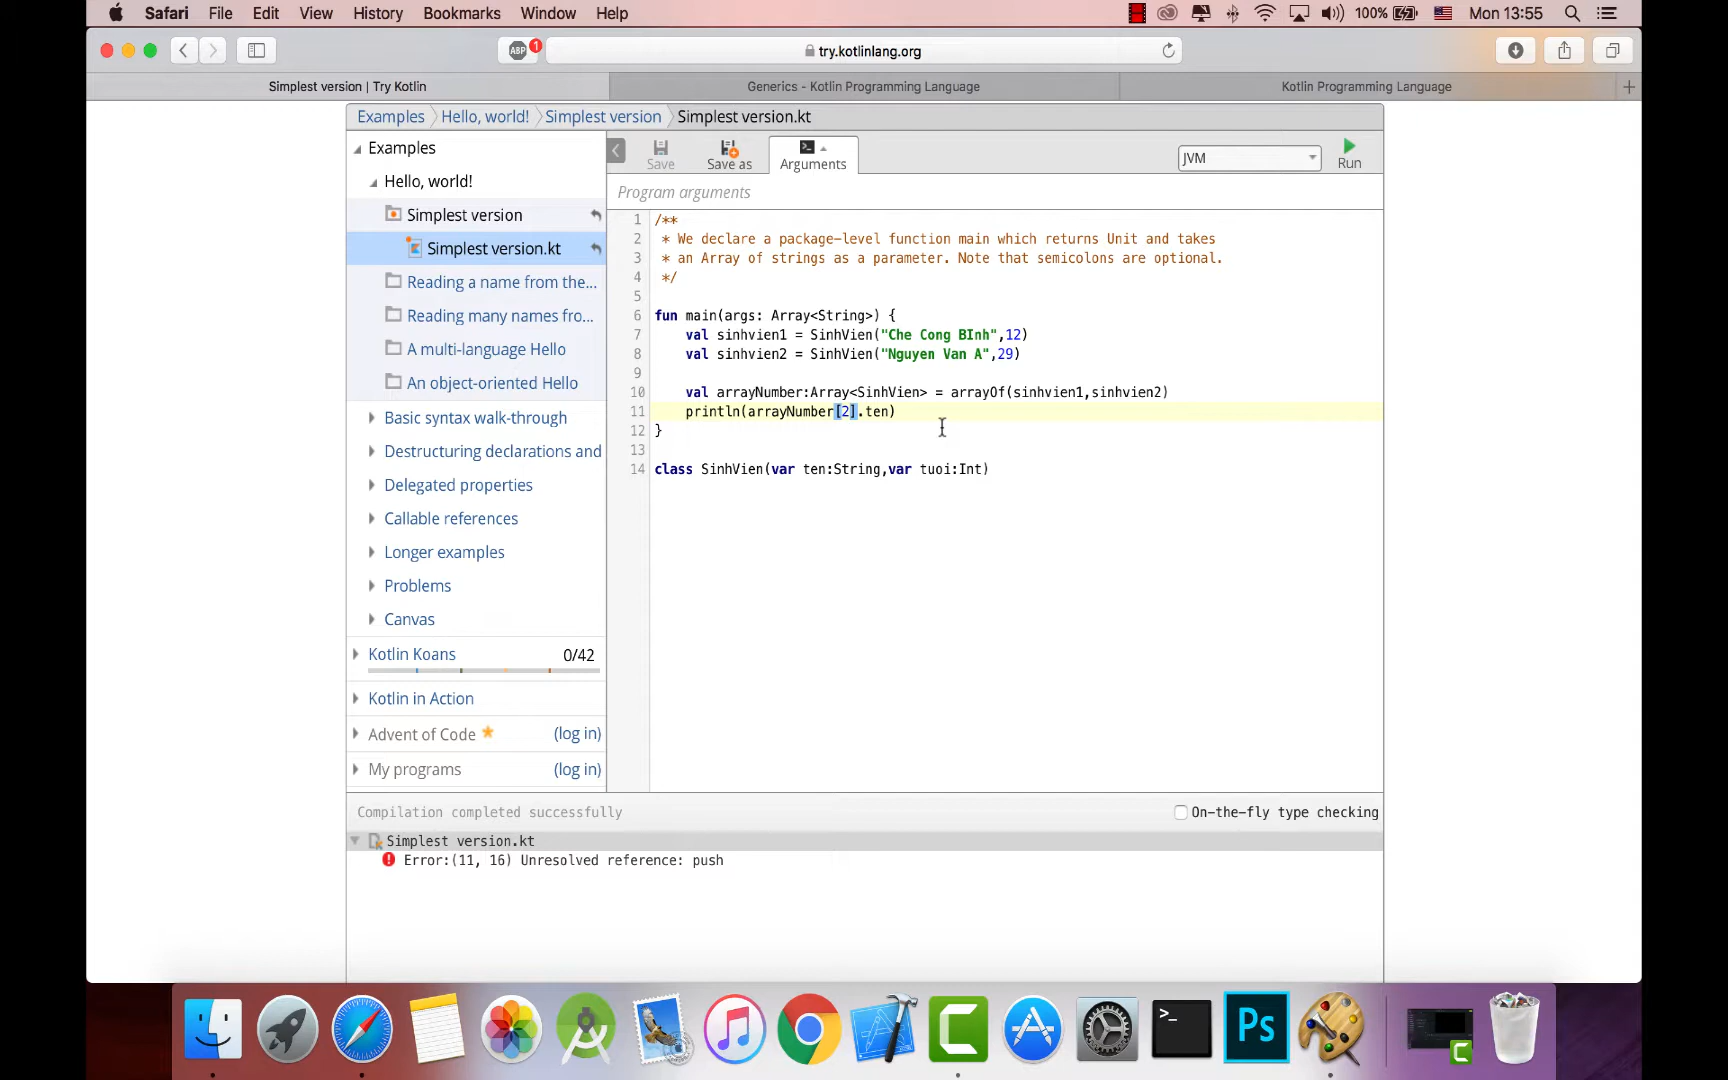 Safari File Edit View History Bookmarks Window Help 100% Mon 13:55
ABP 1 try.kotlinlang.org
Simplest version | Try Kotlin Generics - Kotlin Programming Language Kotlin Programming Language
Examples Hello, world! Simplest version Simplest version.kt
Examples
Hello, world!
Simplest version
Simplest version.kt
Reading a name from the...
Reading many names fro...
A multi-language Hello
An object-oriented Hello
Basic syntax walk-through
Destructuring declarations and
Delegated properties
Callable references
Longer examples
Problems
Canvas
Kotlin Koans 0/42
Kotlin in Action
Advent of Code (log in)
My programs (log in)
Save Save as Arguments JVM Run
Program arguments
1 /**
2 * We declare a package-level function main which returns Unit and takes
3 * an Array of strings as a parameter. Note that semicolons are optional.
4 */
5
6 fun main(args: Array<String>) {
7 val sinhvien1 = SinhVien("Che Cong BInh",12)
8 val sinhvien2 = SinhVien("Nguyen Van A",29)
9
10 val arrayNumber:Array<SinhVien> = arrayOf(sinhvien1,sinhvien2)
11 println(arrayNumber[2].ten)
12 }
13
14 class SinhVien(var ten:String,var tuoi:Int)
Compilation completed successfully On-the-fly type checking
Simplest version.kt
Error:(11, 16) Unresolved reference: push
>_ Ps